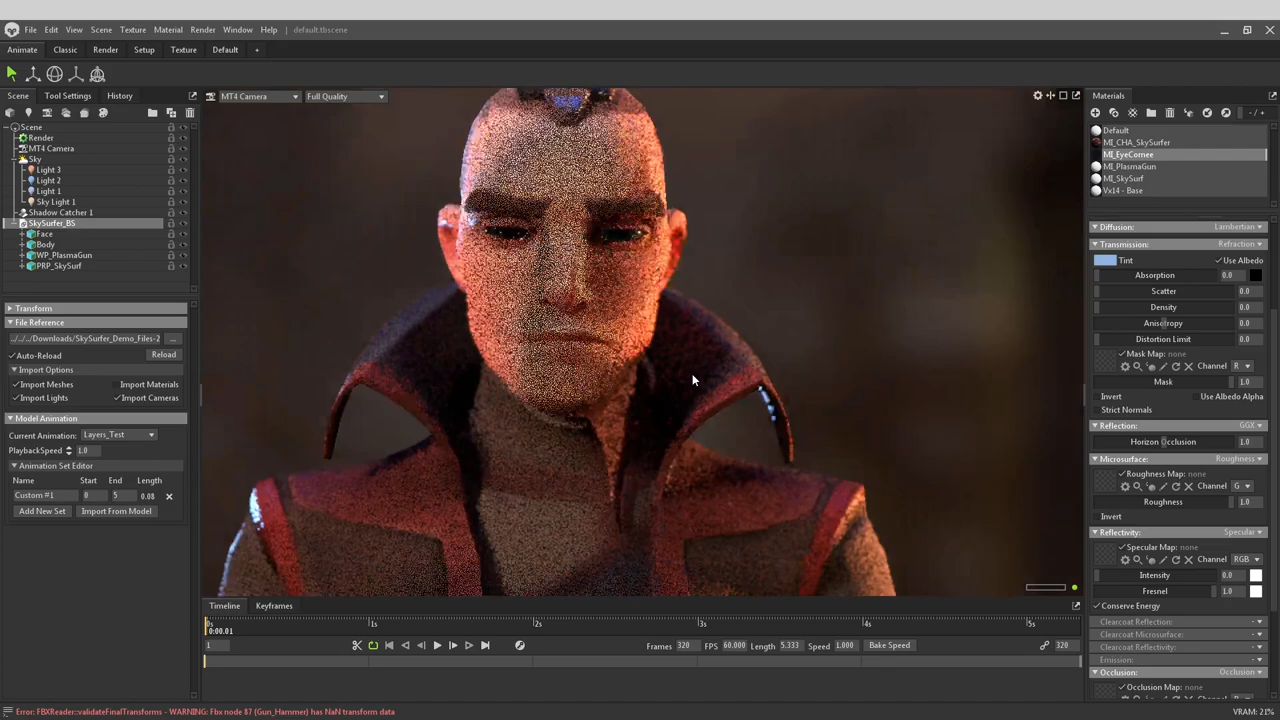 File Edit View Scene Texture Material Render Window Help default.tbscene
Animate Classic Render Setup Texture Default +
Scene Tool Settings History
MT4 Camera Full Quality
Materials
- / +
Scene
Render
MT4 Camera
Sky
Light 3
Light 2
Light 1
Sky Light 1
Shadow Catcher 1
SkySurfer_BS
Face
Body
WP_PlasmaGun
PRP_SkySurf
Transform
File Reference
../../../Downloads/SkySurfer_Demo_Files-2 ...
Auto-Reload Reload
Import Options
Import Meshes Import Materials
Import Lights Import Cameras
Model Animation
Current Animation: Layers_Test
PlaybackSpeed 1.0
Animation Set Editor
Name Start End Length
Custom #1 0 5 0.08
Add New Set Import From Model
Default
MI_CHA_SkySurfer
MI_EyeCornee
MI_PlasmaGun
MI_SkySurf
Vx14 - Base
Diffusion: Lambertian
Transmission: Refraction
Tint Use Albedo
Absorption 0.0
Scatter 0.0
Density 0.0
Anisotropy 0.0
Distortion Limit 0.0
Mask Map: none
Channel R
Mask 1.0
Invert Use Albedo Alpha
Strict Normals
Reflection: GGX
Horizon Occlusion 1.0
Microsurface: Roughness
Roughness Map: none
Channel G
Roughness 1.0
Invert
Reflectivity: Specular
Specular Map: none
Channel RGB
Intensity 0.0
Fresnel 1.0
Conserve Energy
Clearcoat Reflection:
Clearcoat Microsurface:
Clearcoat Reflectivity:
Emission:
Occlusion: Occlusion
Occlusion Map: none
Timeline Keyframes
0s 1s 2s 3s 4s 5s
0:00.01
1 Frames 320 FPS 60.000 Length 5.333 Speed 1.000 Bake Speed 320
Error: FBXReader::validateFinalTransforms - WARNING: Fbx node 87 (Gun_Hammer) has NaN transform data
VRAM: 21%